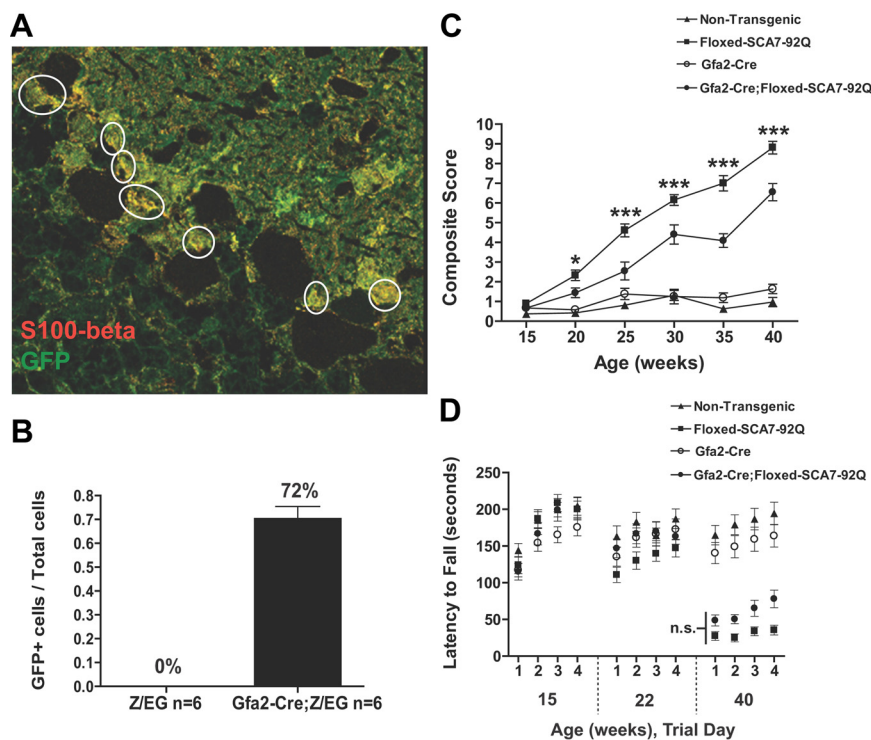 A
S100-beta
GFP
B
GFP+ cells / Total cells
0.8
0.7
0.6
0.5
0.4
0.3
0.2
0.1
0.0
0%
72%
Z/EG n=6
Gfa2-Cre;Z/EG n=6
C
Non-Transgenic
Floxed-SCA7-92Q
Gfa2-Cre
Gfa2-Cre;Floxed-SCA7-92Q
Composite Score
10
9
8
7
6
5
4
3
2
1
0
*
***
***
***
***
15 20 25 30 35 40
Age (weeks)
D
Non-Transgenic
Floxed-SCA7-92Q
Gfa2-Cre
Gfa2-Cre;Floxed-SCA7-92Q
Latency to Fall (seconds)
250
200
150
100
50
0
n.s.
1 2 3 4 1 2 3 4 1 2 3 4
15 22 40
Age (weeks), Trial Day